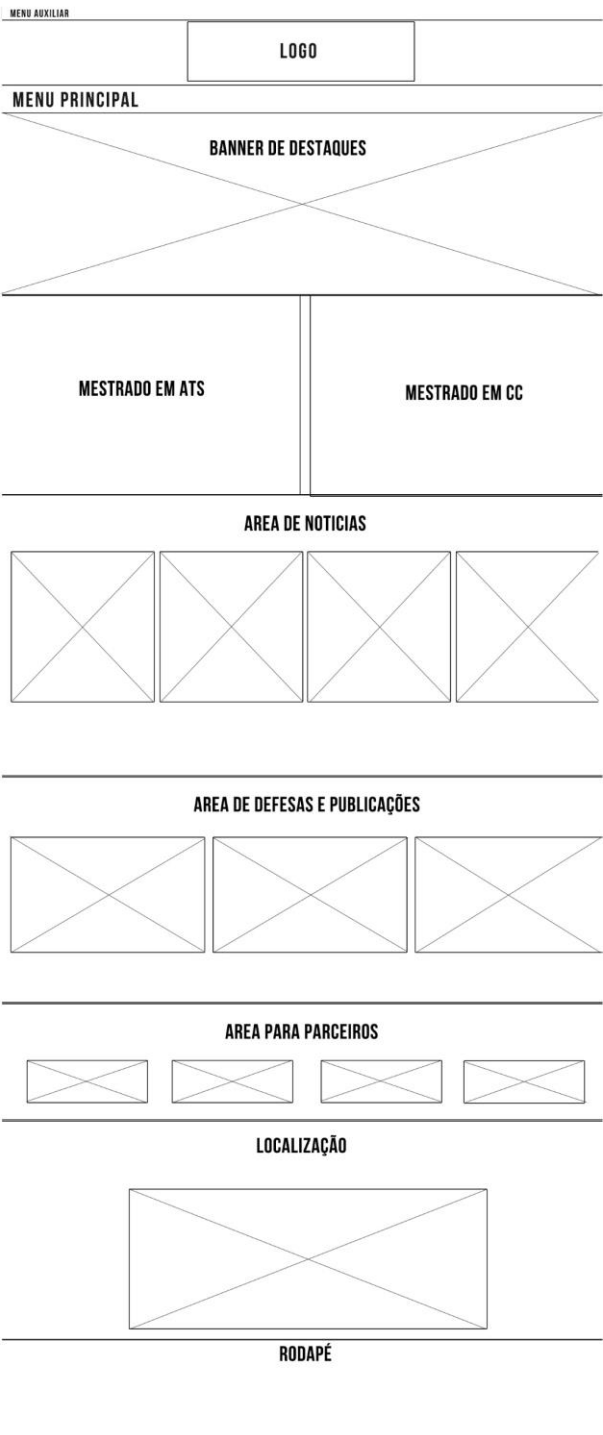 MENU AUXILIAR
LOGO
MENU PRINCIPAL
BANNER DE DESTAQUES
MESTRADO EM ATS
MESTRADO EM CC
AREA DE NOTICIAS
AREA DE DEFESAS E PUBLICAÇÕES
AREA PARA PARCEIROS
LOCALIZAÇÃO
RODAPÉ